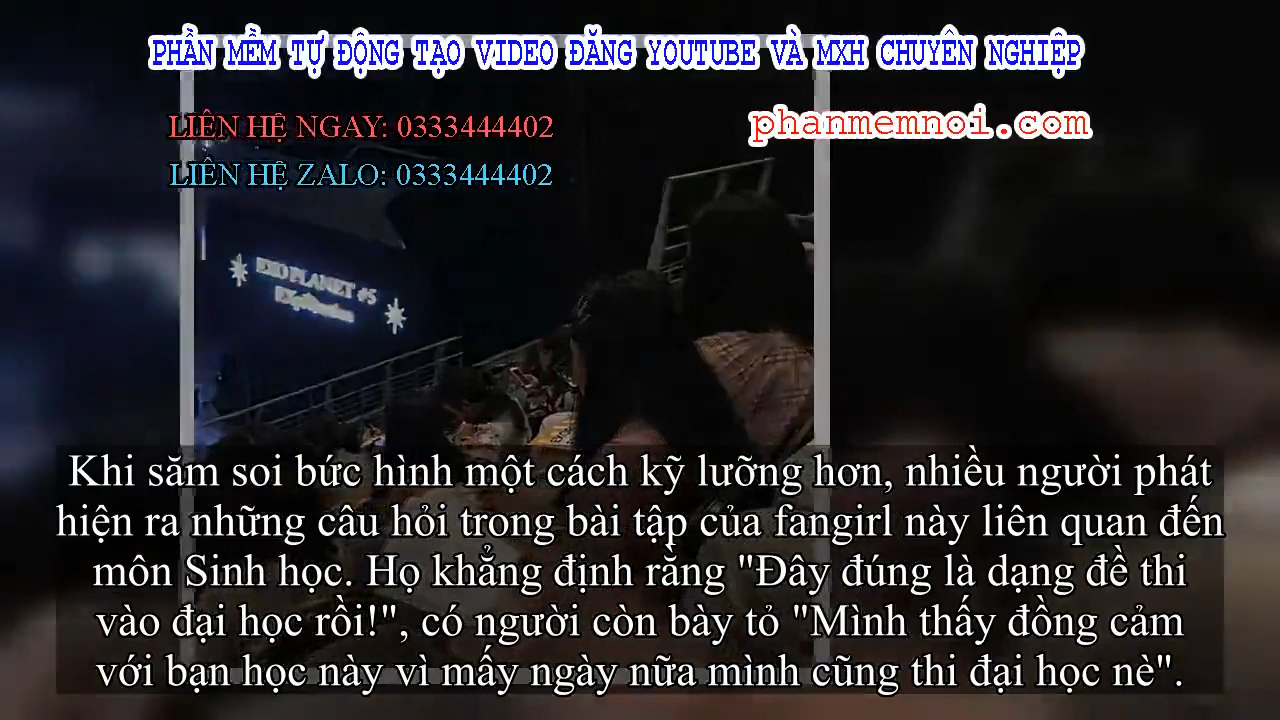 PHẦN MỀM TỰ ĐỘNG TẠO VIDEO ĐĂNG YOUTUBE VÀ MXH CHUYÊN NGHIỆP
LIÊN HỆ NGAY: 0333444402
phanmemnoi.com
LIÊN HỆ ZALO: 0333444402
EXO PLANET #5
EXplOration
Khi săm soi bức hình một cách kỹ lưỡng hơn, nhiều người phát
hiện ra những câu hỏi trong bài tập của fangirl này liên quan đến
môn Sinh học. Họ khẳng định rằng "Đây đúng là dạng đề thi
vào đại học rồi!", có người còn bày tỏ "Mình thấy đồng cảm
với bạn học này vì mấy ngày nữa mình cũng thi đại học nè".